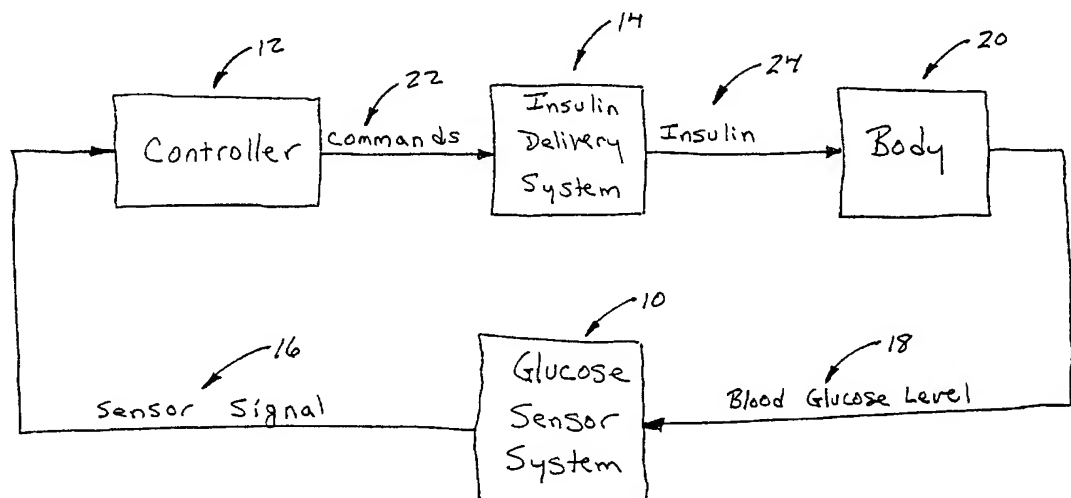 12
14
20
22
24
Controller
Commands
Insulin
Delivery
System
Insulin
Body
10
16
18
Sensor Signal
Glucose
Sensor
System
Blood Glucose Level